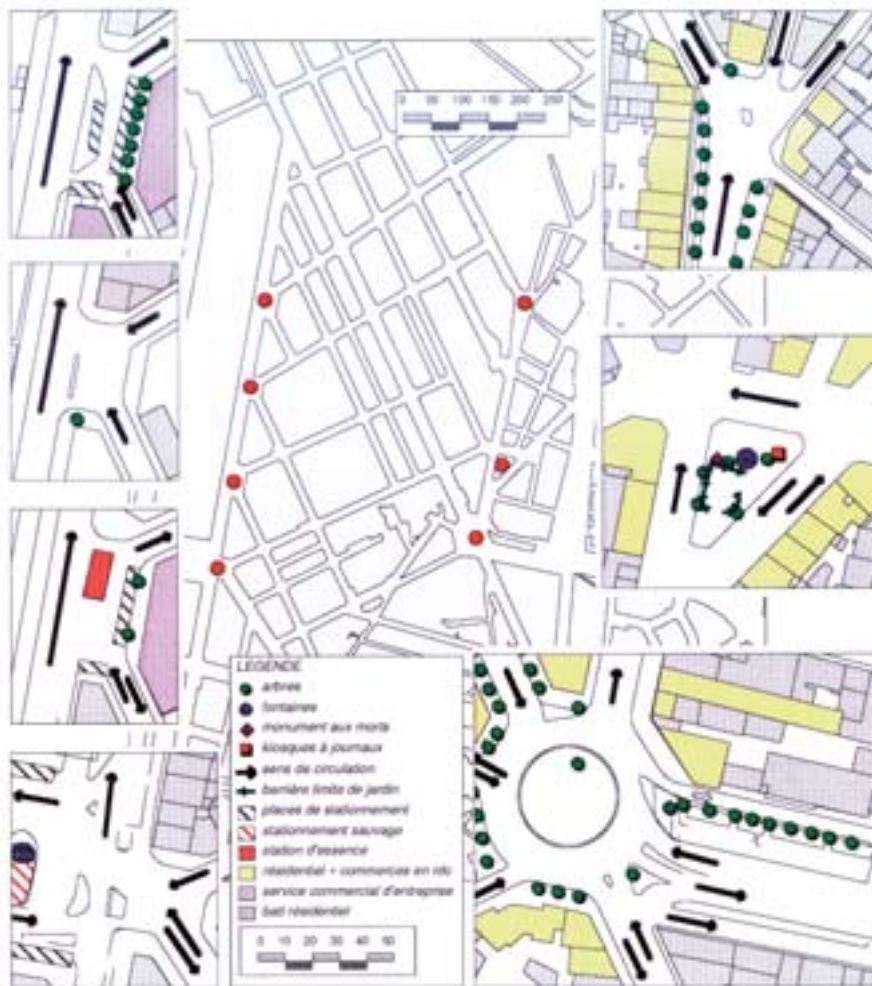 0 50 100 150 200 250
LEGENDE
arbres
fontaines
monument aux morts
kiosques à journaux
sens de circulation
barrière limite de jardin
places de stationnement
stationnement sauvage
station d'essence
résidentiel + commerces en rdc
service commercial d'entreprise
bati résidentiel
0 10 20 30 40 50